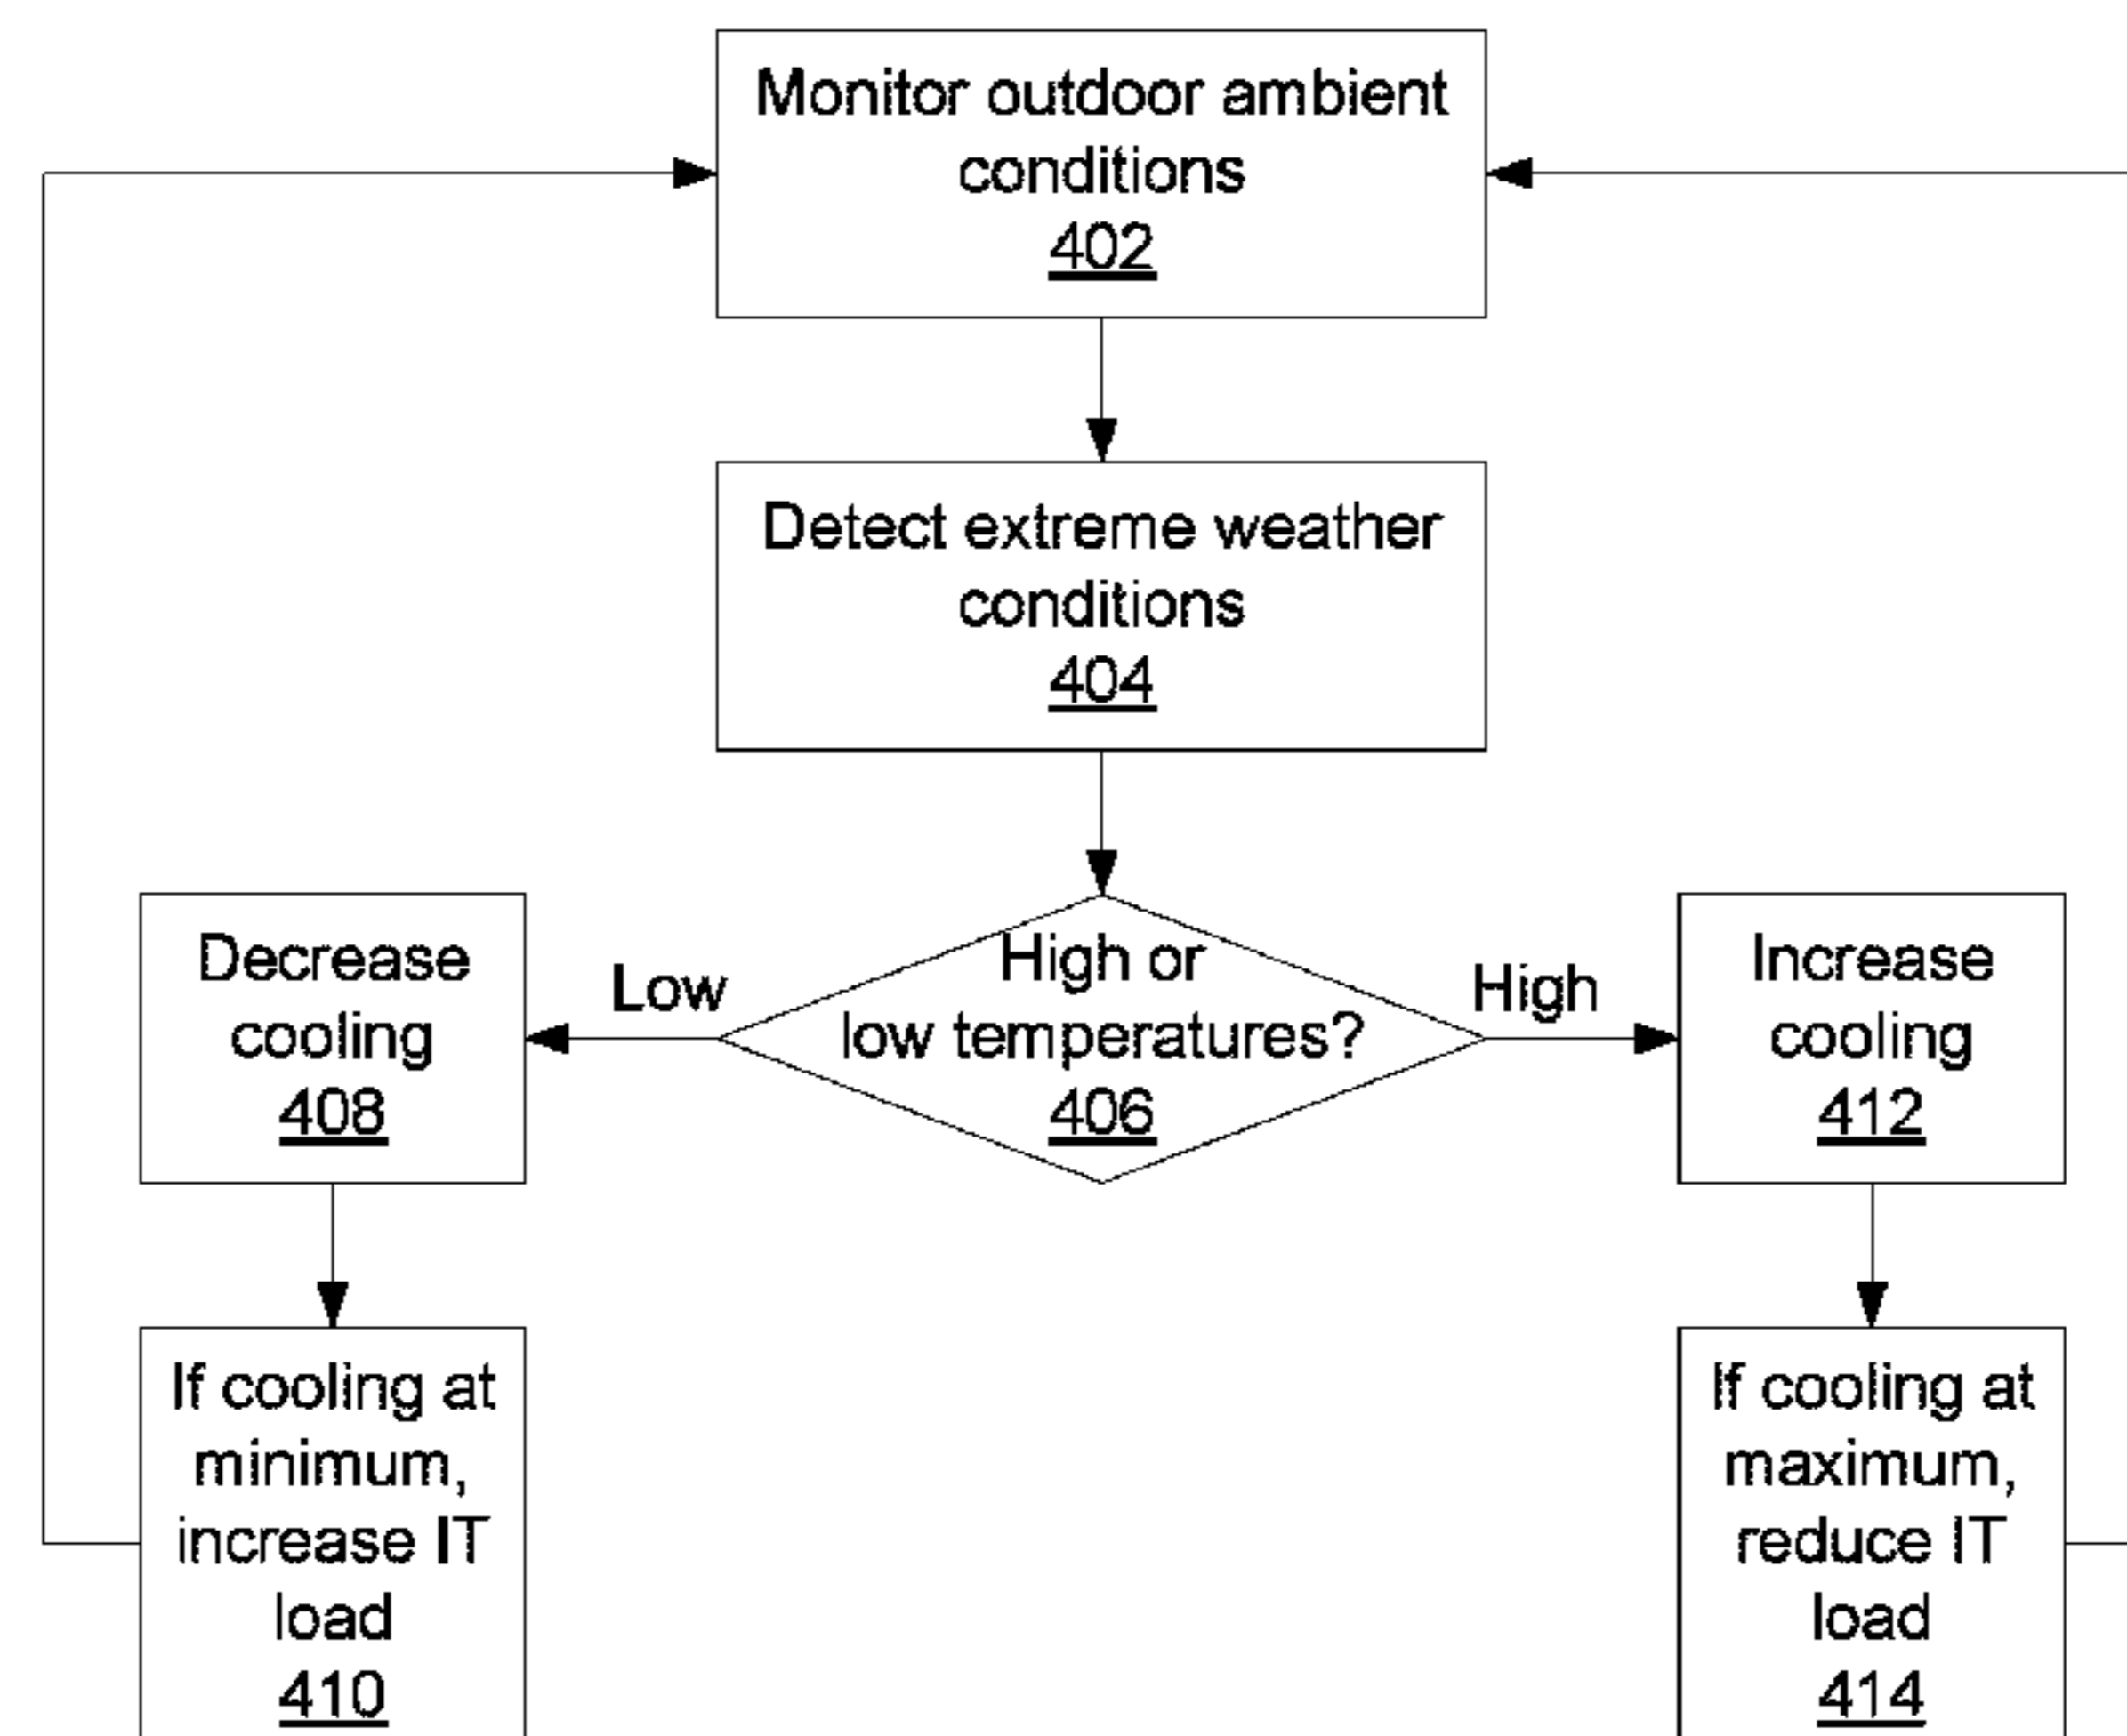 Monitor outdoor ambient
conditions
402
Detect extreme weather
conditions
404
Decrease
cooling
408
Low
High or
low temperatures?
406
High
Increase
cooling
412
If cooling at
minimum,
increase IT
load
410
If cooling at
maximum,
reduce IT
load
414